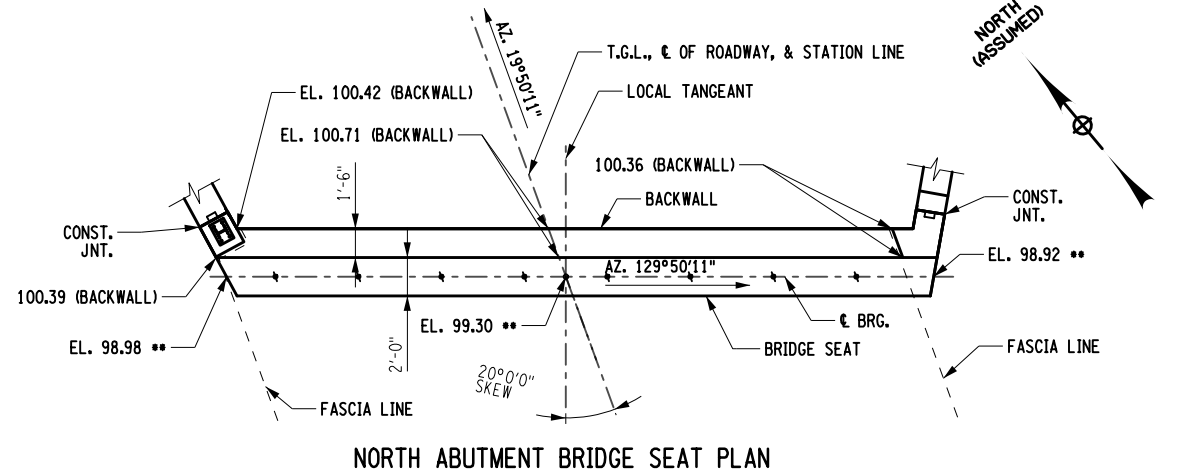 NORTH
(ASSUMED)
AZ. 19°50'11"
T.G.L., ℄ OF ROADWAY, & STATION LINE
EL. 100.42 (BACKWALL)
LOCAL TANGEANT
EL. 100.71 (BACKWALL)
100.36 (BACKWALL)
1'-6"
BACKWALL
CONST.
JNT.
CONST.
JNT.
EL. 98.92 **
AZ. 129°50'11"
100.39 (BACKWALL)
EL. 99.30 **
℄ BRG.
EL. 98.98 **
2'-0"
BRIDGE SEAT
FASCIA LINE
20°0'0"
SKEW
FASCIA LINE
NORTH ABUTMENT BRIDGE SEAT PLAN